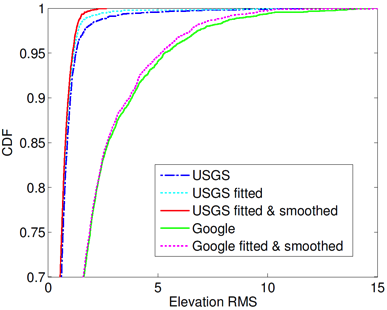 1
0.95
0.9
0.85
0.8
0.75
0.7
CDF
USGS
USGS fitted
USGS fitted & smoothed
Google
Google fitted & smoothed
0 5 10 15
Elevation RMS